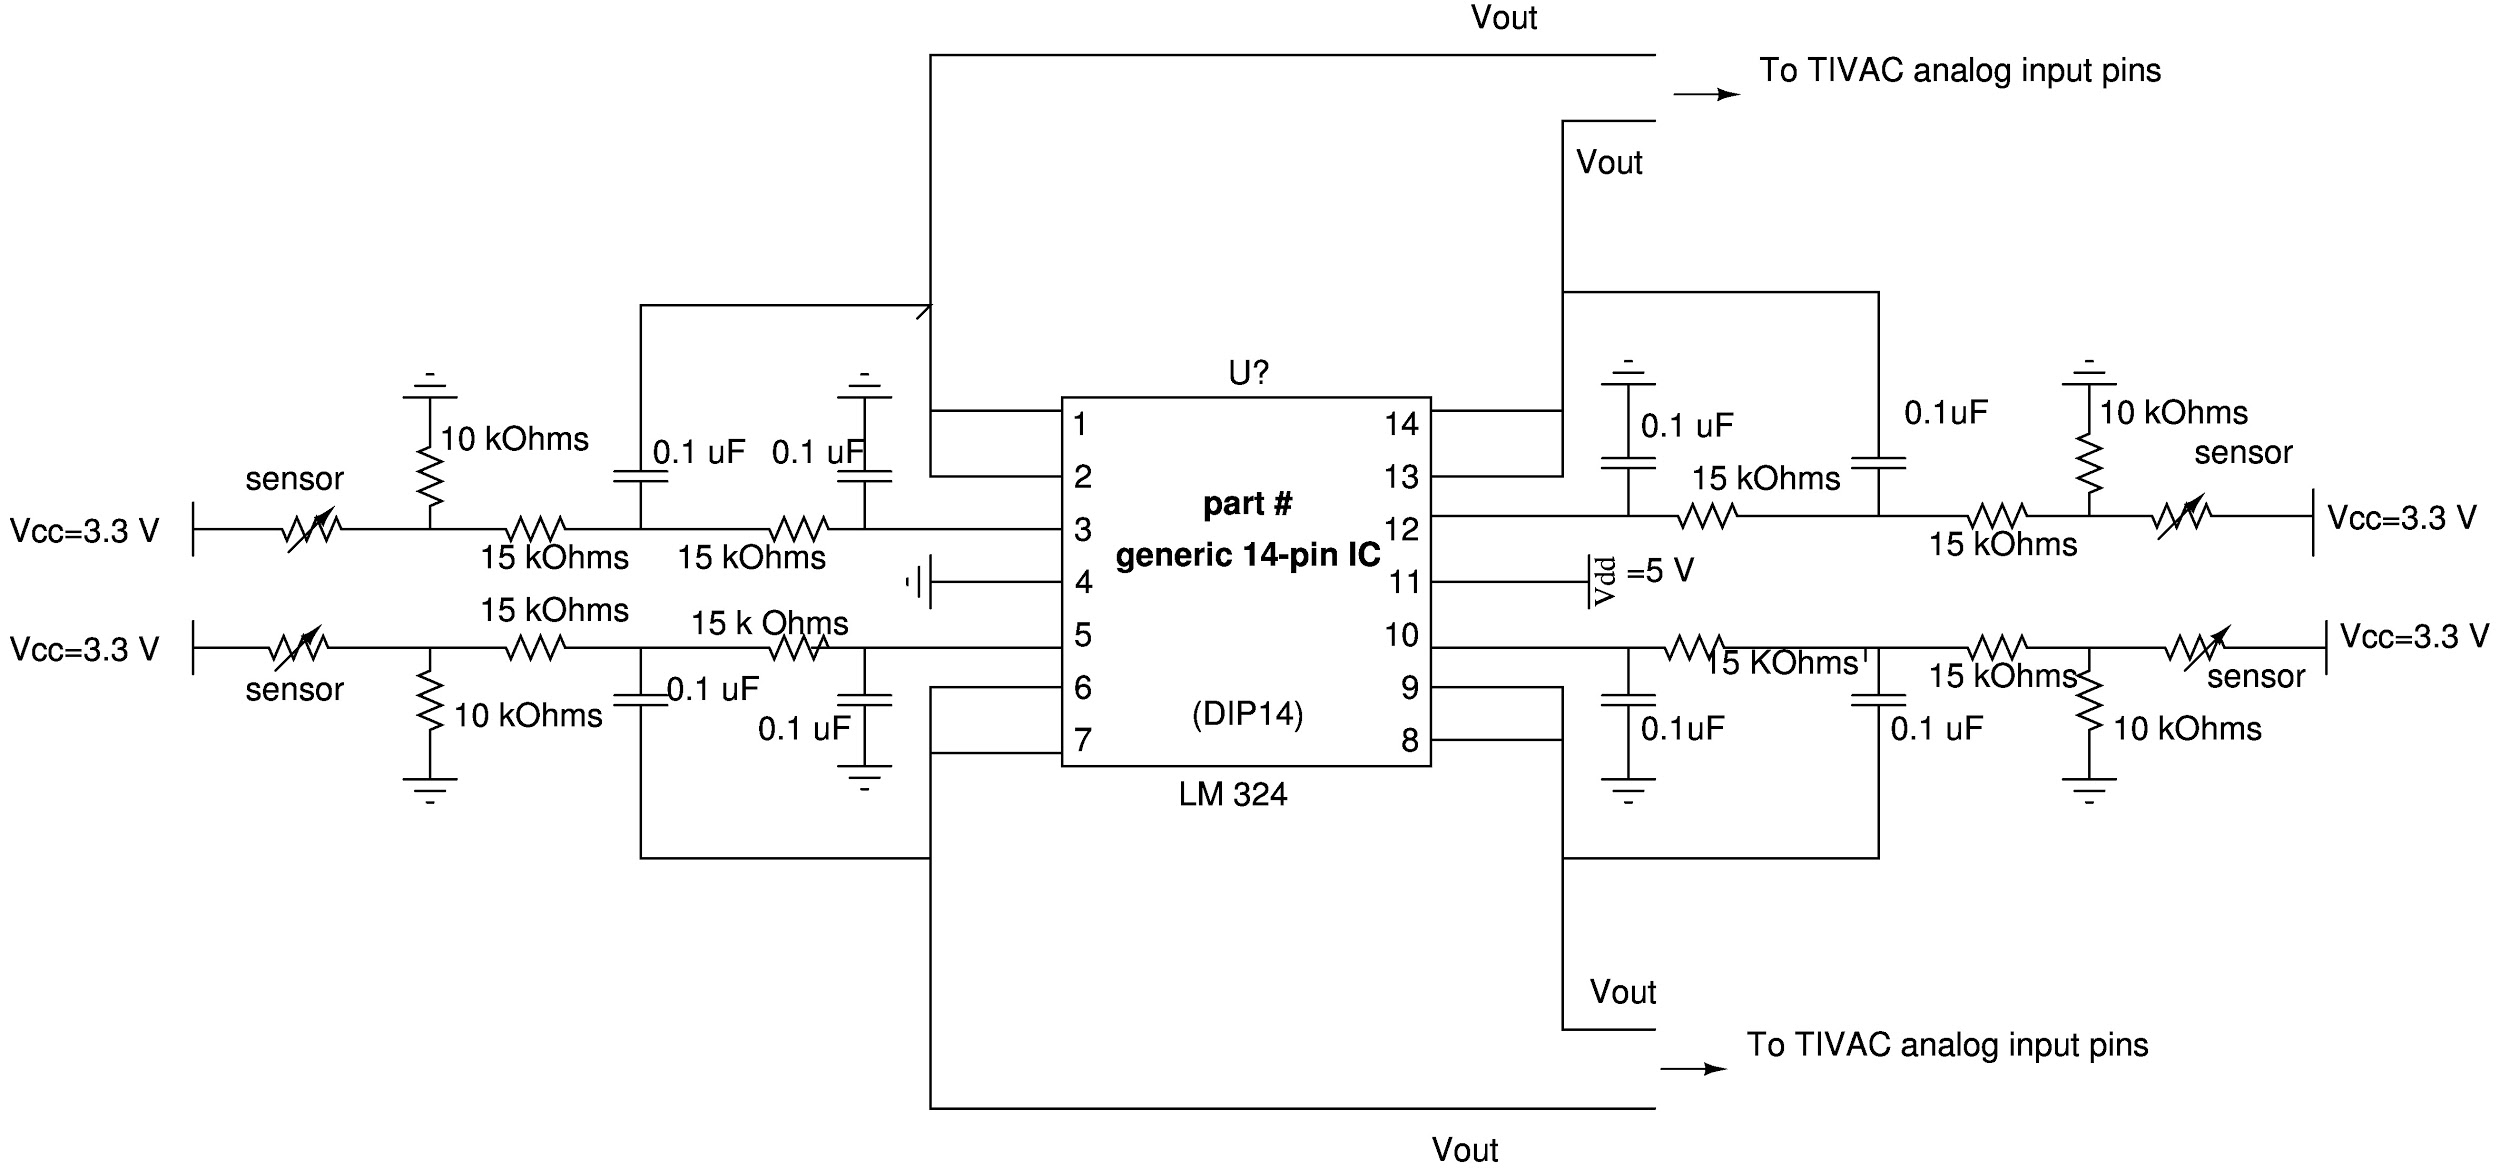 Vout
To TIVAC analog input pins
Vout
U?
10 kOhms
0.1 uF
0.1 uF
sensor
Vcc=3.3 V
15 kOhms
15 kOhms
1
2
3
4
5
6
7
14
13
12
11
10
9
8
part #
generic 14-pin IC
(DIP14)
LM 324
0.1 uF
15 kOhms
0.1uF
10 kOhms
sensor
15 kOhms
Vcc=3.3 V
Vdd =5 V
15 kOhms
15 k Ohms
Vcc=3.3 V
sensor
10 kOhms
0.1 uF
0.1 uF
15 KOhms
15 kOhms
Vcc=3.3 V
sensor
0.1uF
0.1 uF
10 kOhms
Vout
To TIVAC analog input pins
Vout